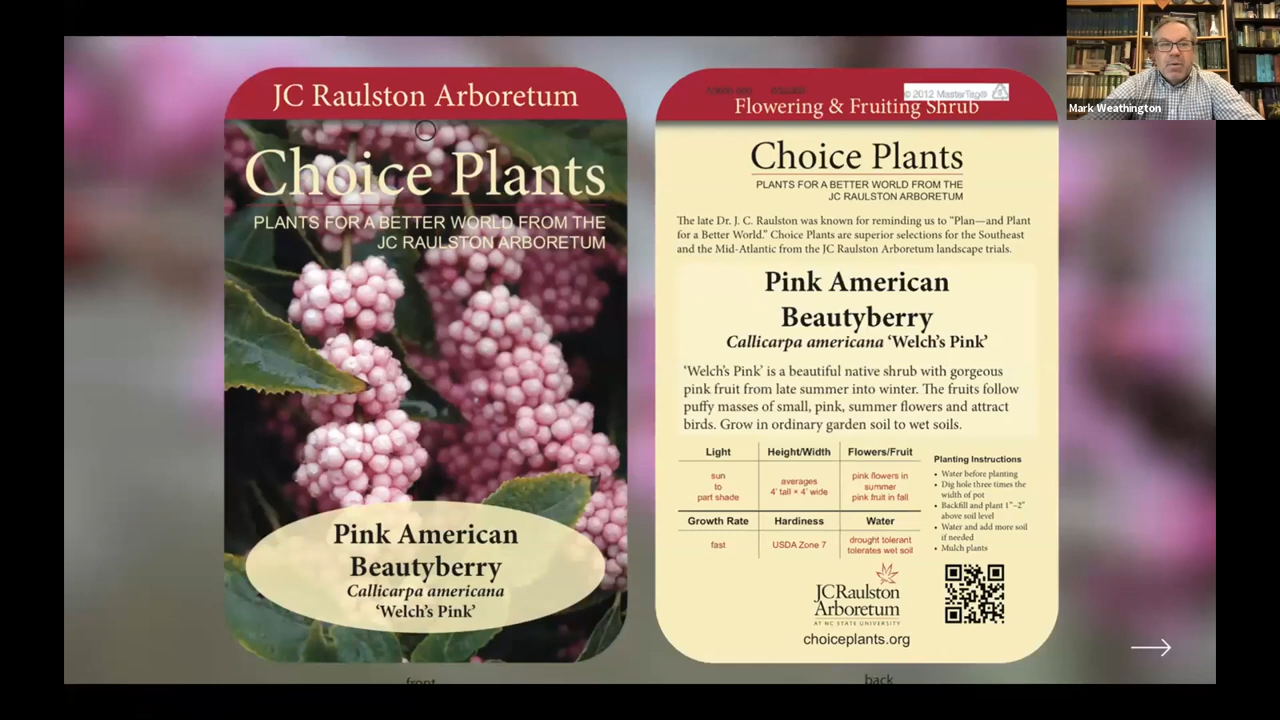 JC Raulston Arboretum
Choice Plants
PLANTS FOR A BETTER WORLD FROM THE
JC RAULSTON ARBORETUM
Pink American
Beautyberry
Callicarpa americana
‘Welch’s Pink’
front
© 2012 MasterTag®
Flowering & Fruiting Shrub
Choice Plants
PLANTS FOR A BETTER WORLD FROM THE
JC RAULSTON ARBORETUM
The late Dr. J. C. Raulston was known for reminding us to “Plan—and Plant
for a Better World.” Choice Plants are superior selections for the Southeast
and the Mid-Atlantic from the JC Raulston Arboretum landscape trials.
Pink American
Beautyberry
Callicarpa americana ‘Welch’s Pink’
‘Welch’s Pink’ is a beautiful native shrub with gorgeous
pink fruit from late summer into winter. The fruits follow
puffy masses of small, pink, summer flowers and attract
birds. Grow in ordinary garden soil to wet soils.
Light
sun
to
part shade
Height/Width
averages
4' tall × 4' wide
Flowers/Fruit
pink flowers in
summer
pink fruit in fall
Growth Rate
fast
Hardiness
USDA Zone 7
Water
drought tolerant
tolerates wet soil
Planting Instructions
• Water before planting
• Dig hole three times the
width of pot
• Backfill and plant 1"–2"
above soil level
• Water and add more soil
if needed
• Mulch plants
JC Raulston
Arboretum
AT NC STATE UNIVERSITY
choiceplants.org
back
Mark Weathington